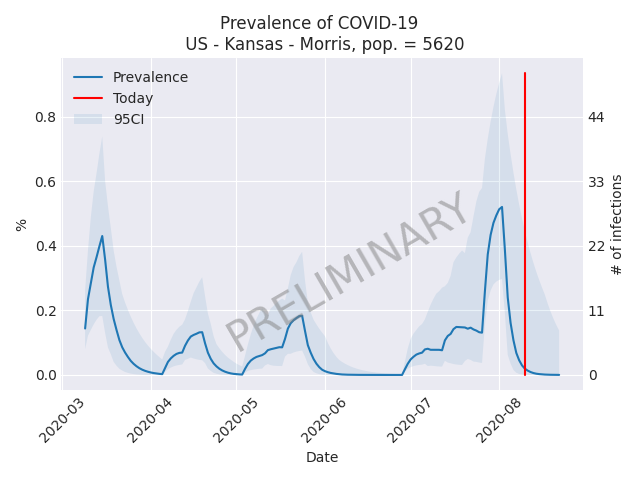 Prevalence of COVID-19
US - Kansas - Morris, pop. = 5620
Prevalence
Today
95CI
PRELIMINARY
%
0.8
0.6
0.4
0.2
0.0
44
33
22
11
0
# of infections
2020-03
2020-04
2020-05
2020-06
2020-07
2020-08
Date